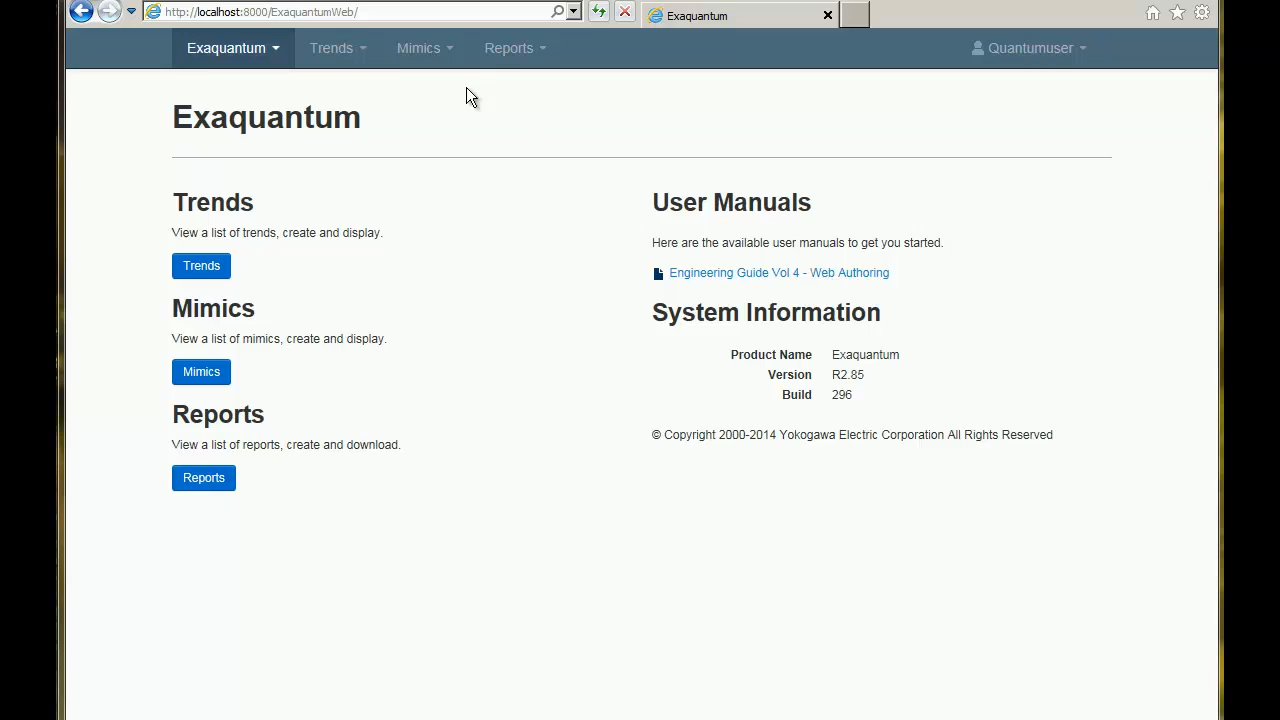 http://localhost:8000/ExaquantumWeb/
Exaquantum
Exaquantum Trends Mimics Reports Quantumuser
Exaquantum
Trends
View a list of trends, create and display.
Trends
Mimics
View a list of mimics, create and display.
Mimics
Reports
View a list of reports, create and download.
Reports
User Manuals
Here are the available user manuals to get you started.
Engineering Guide Vol 4 - Web Authoring
System Information
Product Name Exaquantum
Version R2.85
Build 296
© Copyright 2000-2014 Yokogawa Electric Corporation All Rights Reserved